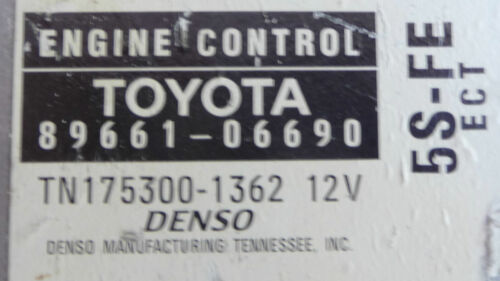 ENGINE CONTROL
TOYOTA
89661-06690
TN175300-1362 12V
DENSO
DENSO MANUFACTURING TENNESSEE, INC.
5S-FE
ECT